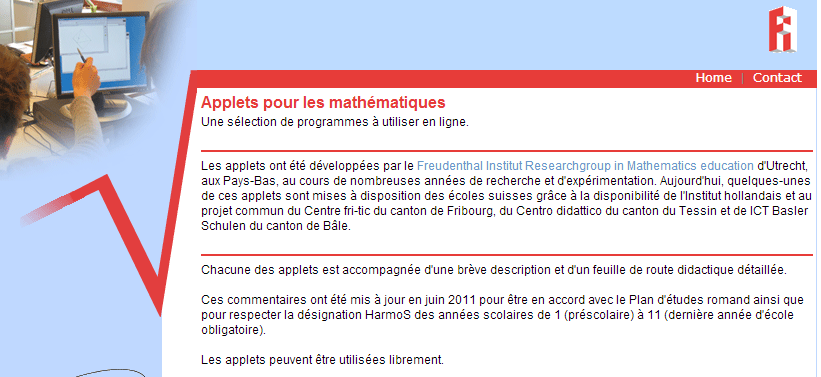 Home | Contact
Applets pour les mathématiques
Une sélection de programmes à utiliser en ligne.
Les applets ont été développées par le Freudenthal Institut Researchgroup in Mathematics education d'Utrecht,
aux Pays-Bas, au cours de nombreuses années de recherche et d'expérimentation. Aujourd'hui, quelques-unes
de ces applets sont mises à disposition des écoles suisses grâce à la disponibilité de l'Institut hollandais et au
projet commun du Centre fri-tic du canton de Fribourg, du Centro didattico du canton du Tessin et de ICT Basler
Schulen du canton de Bâle.
Chacune des applets est accompagnée d'une brève description et d'un feuille de route didactique détaillée.
Ces commentaires ont été mis à jour en juin 2011 pour être en accord avec le Plan d'études romand ainsi que
pour respecter la désignation HarmoS des années scolaires de 1 (préscolaire) à 11 (dernière année d'école
obligatoire).
Les applets peuvent être utilisées librement.